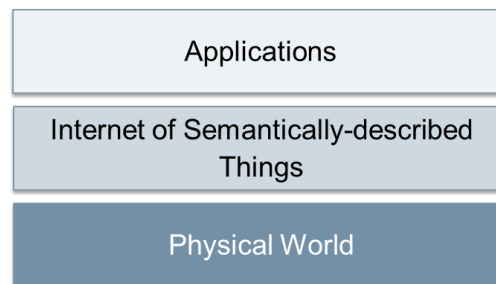 Applications
Internet of Semantically-described
Things
Physical World